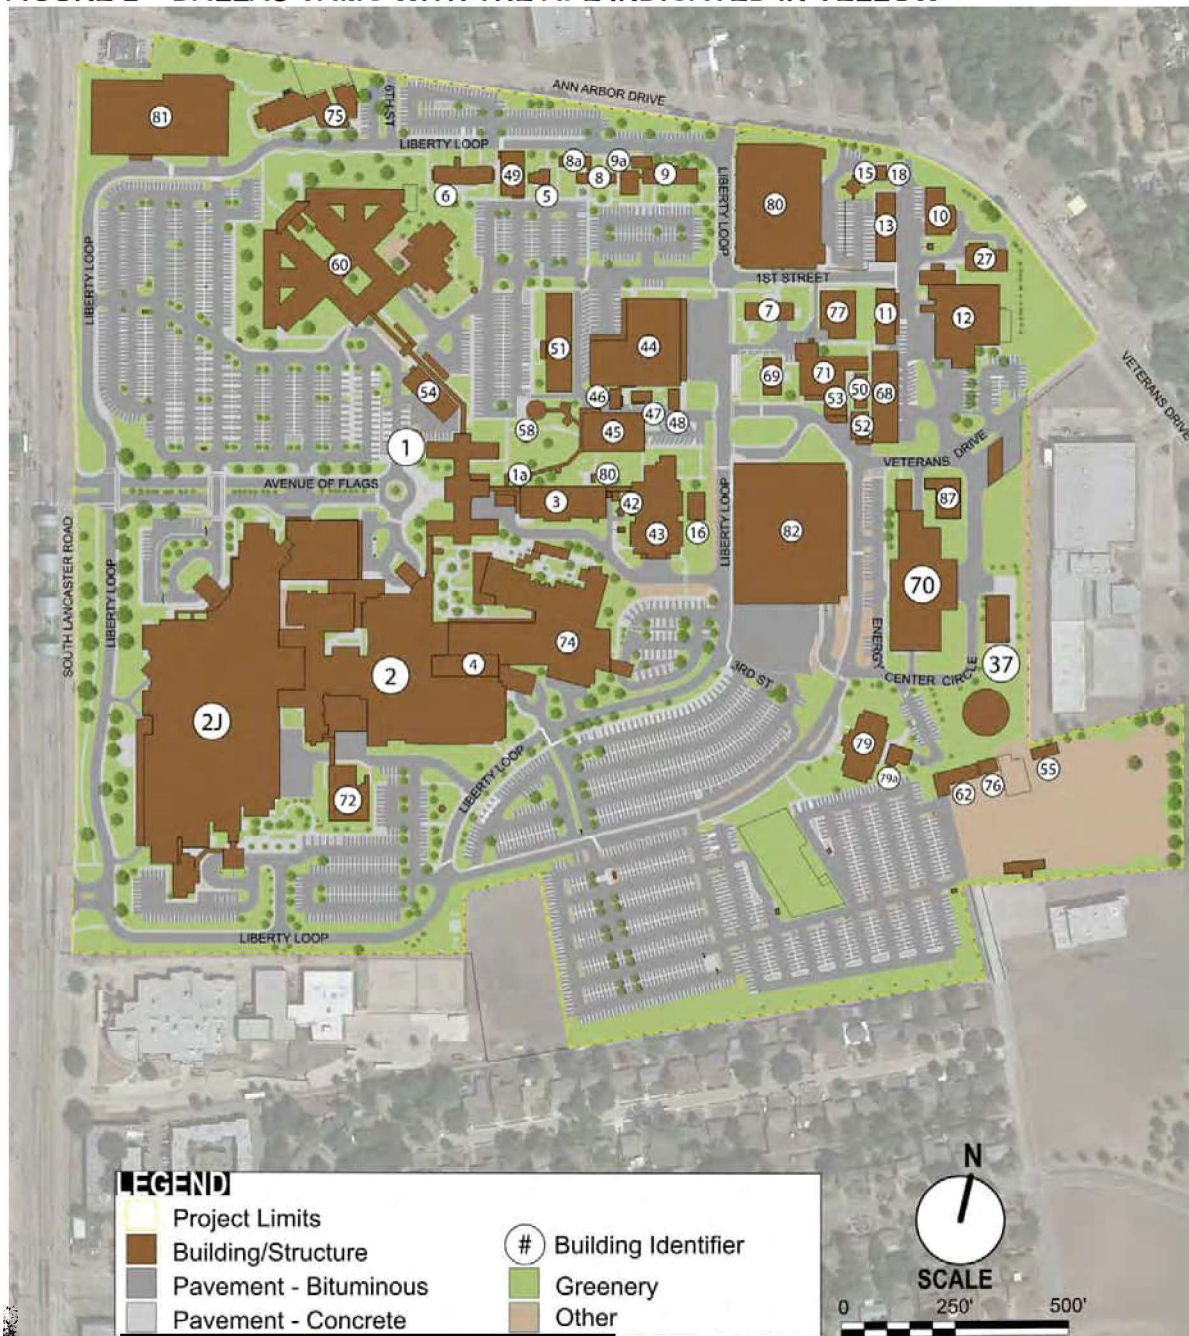 ANN ARBOR DRIVE
81
75
6TH ST
LIBERTY LOOP
8a
9a
49
8
9
6
5
LIBERTY LOOP
80
15
18
13
10
27
60
LIBERTY LOOP
1ST STREET
7
77
11
12
51
44
VETERANS DRIVE
69
71
50
68
53
54
46
47
48
52
58
45
1
VETERANS DRIVE
1a
80
AVENUE OF FLAGS
3
42
43
16
LIBERTY LOOP
82
87
70
SOUTH LANCASTER ROAD
LIBERTY LOOP
74
ENERGY
CENTER CIRCLE
37
2
4
3RD ST
2J
79
79a
55
62
76
LIBERTY LOOP
72
LIBERTY LOOP
LEGEND
Project Limits
Building/Structure
Pavement - Bituminous
Pavement - Concrete
# Building Identifier
Greenery
Other
N
SCALE
0 250' 500'